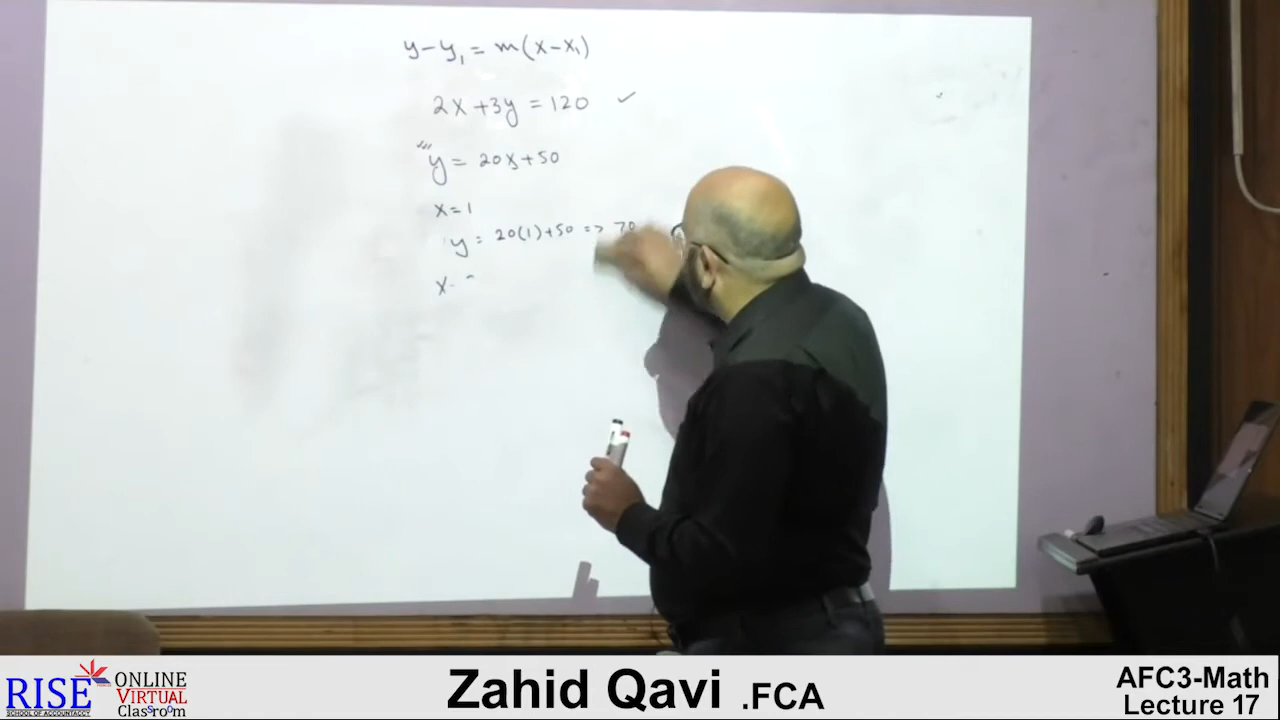 y-y₁ = m(x-x₁)
2x+3y = 120 ✓
y = 20x+50
x=1
y = 20(1)+50 => 70
x-
RISE
SCHOOL OF ACCOUNTANCY
ONLINE
VIRTUAL
Classroom
Zahid Qavi .FCA
AFC3-Math
Lecture 17